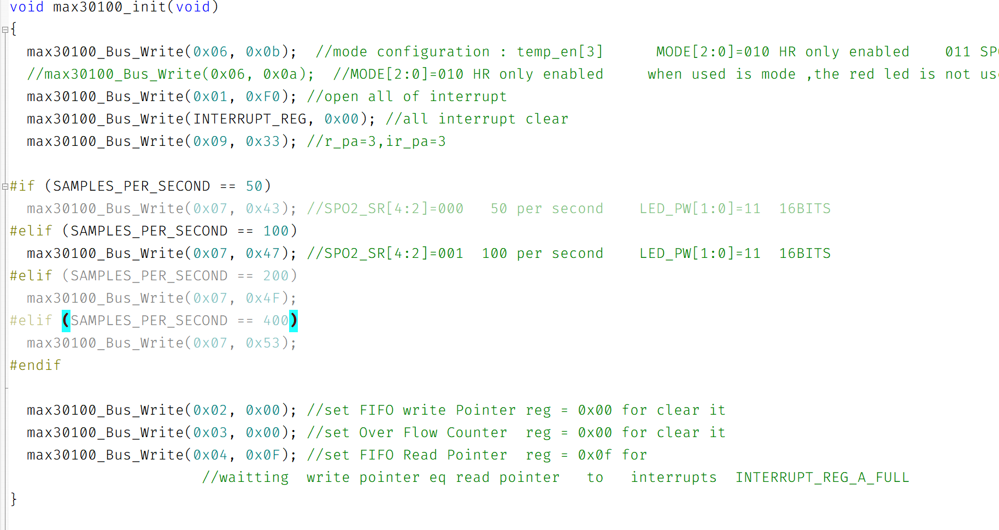 void max30100_init(void)
{
max30100_Bus_Write(0x06, 0x0b); //mode configuration : temp_en[3] MODE[2:0]=010 HR only enabled 011 SP
//max30100_Bus_Write(0x06, 0x0a); //MODE[2:0]=010 HR only enabled when used is mode ,the red led is not us
max30100_Bus_Write(0x01, 0xF0); //open all of interrupt
max30100_Bus_Write(INTERRUPT_REG, 0x00); //all interrupt clear
max30100_Bus_Write(0x09, 0x33); //r_pa=3,ir_pa=3
#if (SAMPLES_PER_SECOND == 50)
max30100_Bus_Write(0x07, 0x43); //SPO2_SR[4:2]=000 50 per second LED_PW[1:0]=11 16BITS
#elif (SAMPLES_PER_SECOND == 100)
max30100_Bus_Write(0x07, 0x47); //SPO2_SR[4:2]=001 100 per second LED_PW[1:0]=11 16BITS
#elif (SAMPLES_PER_SECOND == 200)
max30100_Bus_Write(0x07, 0x4F);
#elif (SAMPLES_PER_SECOND == 400)
max30100_Bus_Write(0x07, 0x53);
#endif
max30100_Bus_Write(0x02, 0x00); //set FIFO write Pointer reg = 0x00 for clear it
max30100_Bus_Write(0x03, 0x00); //set Over Flow Counter reg = 0x00 for clear it
max30100_Bus_Write(0x04, 0x0F); //set FIFO Read Pointer reg = 0x0f for
//waitting write pointer eq read pointer to interrupts INTERRUPT_REG_A_FULL
}